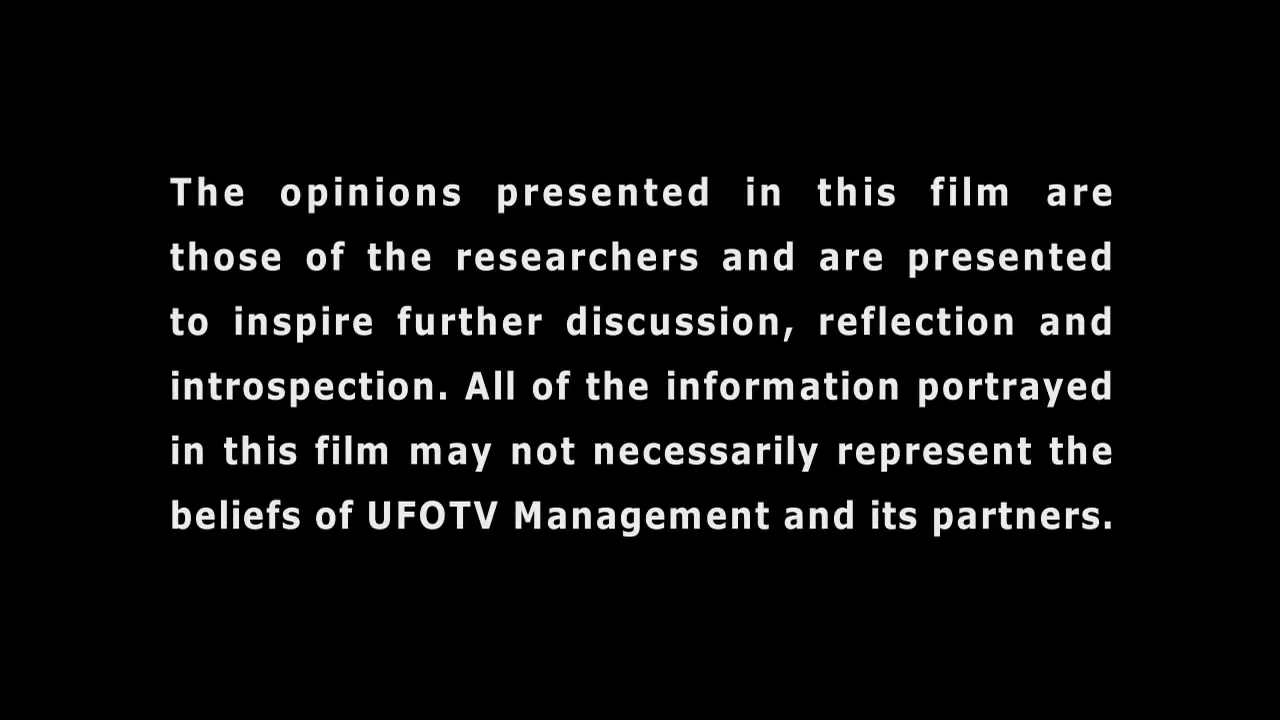 The opinions presented in this film are
those of the researchers and are presented
to inspire further discussion, reflection and
introspection. All of the information portrayed
in this film may not necessarily represent the
beliefs of UFOTV Management and its partners.